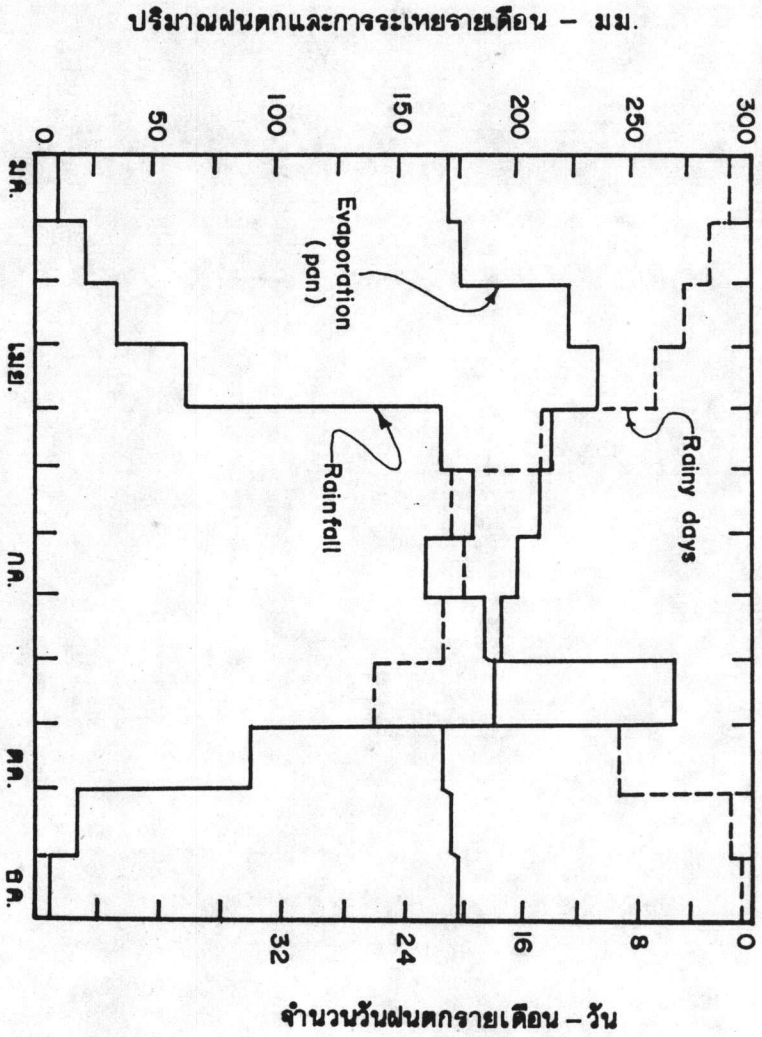 ปริมาณฝนตกและการระเหยรายเดือน – มม.
0 50 100 150 200 250 300
มค.
เมย.
กค.
ตค.
ธค.
Evaporation
(pan)
Rainfall
Rainy days
32 24 16 8 0
จำนวนวันฝนตกรายเดือน – วัน